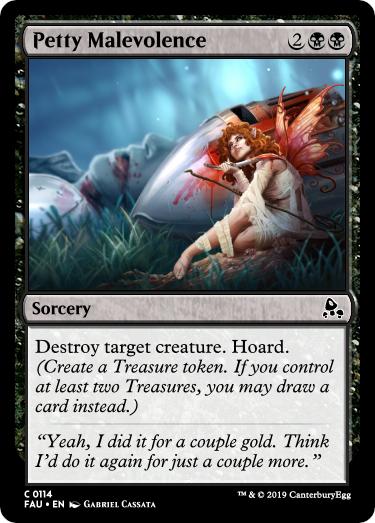 Petty Malevolence 2
Sorcery
Destroy target creature. Hoard.
(Create a Treasure token. If you control
at least two Treasures, you may draw a
card instead.)
“Yeah, I did it for a couple gold. Think
I’d do it again for just a couple more.”
C 0114
FAU • EN Gabriel Cassata
™ & © 2019 CanterburyEgg